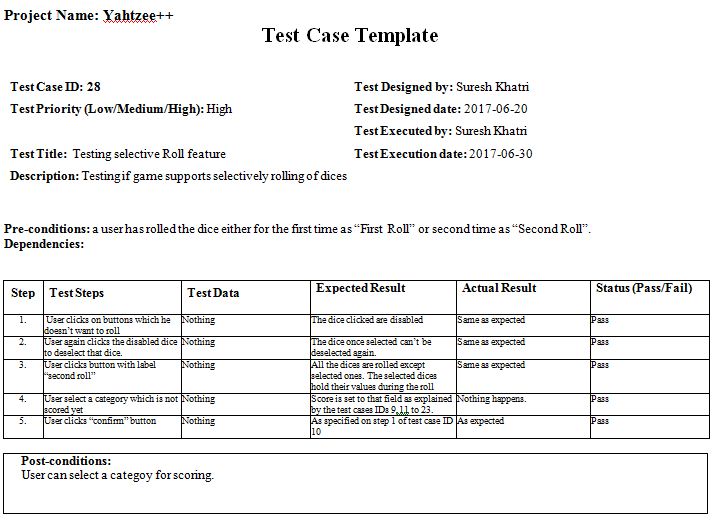 Project Name: Yahtzee++
Test Case Template
Test Case ID: 28
Test Designed by: Suresh Khatri
Test Priority (Low/Medium/High): High
Test Designed date: 2017-06-20
Test Executed by: Suresh Khatri
Test Title: Testing selective Roll feature
Test Execution date: 2017-06-30
Description: Testing if game supports selectively rolling of dices
Pre-conditions: a user has rolled the dice either for the first time as “First Roll” or second time as “Second Roll”.
Dependencies:
Step Test Steps Test Data Expected Result Actual Result Status (Pass/Fail)
1. User clicks on buttons which he Nothing The dice clicked are disabled Same as expected Pass
doesn’t want to roll
2. User again clicks the disabled dice Nothing The dice once selected can’t be Same as expected Pass
to deselect that dice. deselected again.
3. User clicks button with label Nothing All the dices are rolled except Same as expected Pass
“second roll” selected ones. The selected dices
hold their values during the roll
4. User select a category which is not Nothing Score is set to that field as explained Nothing happens. Pass
scored yet by the test cases IDs 9,11 to 23.
5. User clicks “confirm” button Nothing As specified on step 1 of test case ID As expected Pass
10
Post-conditions:
User can select a categoy for scoring.